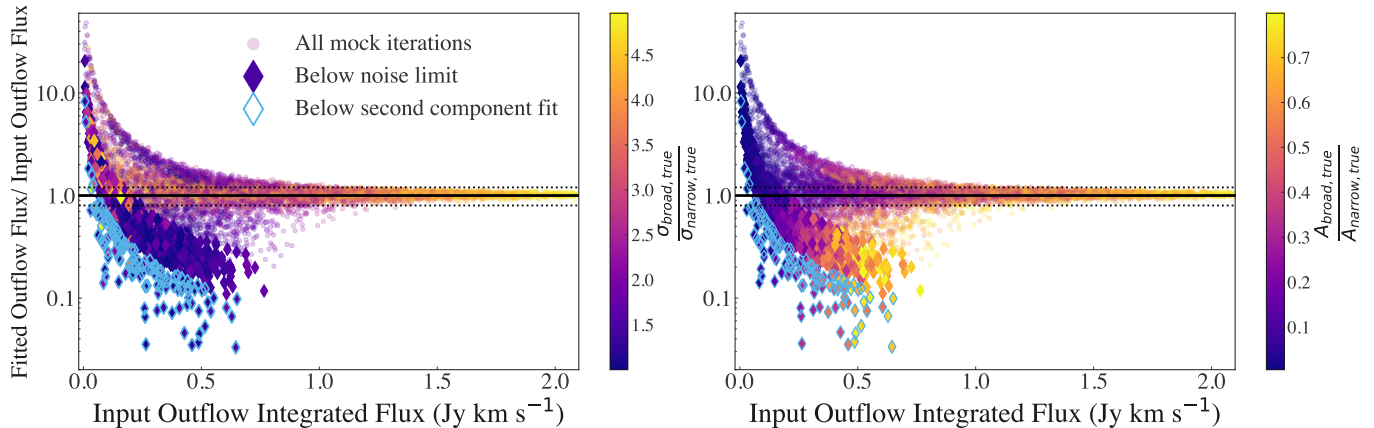 Fitted Outflow Flux/ Input Outflow Flux
10.0
1.0
0.1
All mock iterations
Below noise limit
Below second component fit
0.0 0.5 1.0 1.5 2.0
Input Outflow Integrated Flux (Jy km s⁻¹)
4.5
4.0
3.5
3.0
2.5
2.0
1.5
σbroad, true
σnarrow, true
10.0
1.0
0.1
0.0 0.5 1.0 1.5 2.0
Input Outflow Integrated Flux (Jy km s⁻¹)
0.7
0.6
0.5
0.4
0.3
0.2
0.1
Abroad, true
Anarrow, true